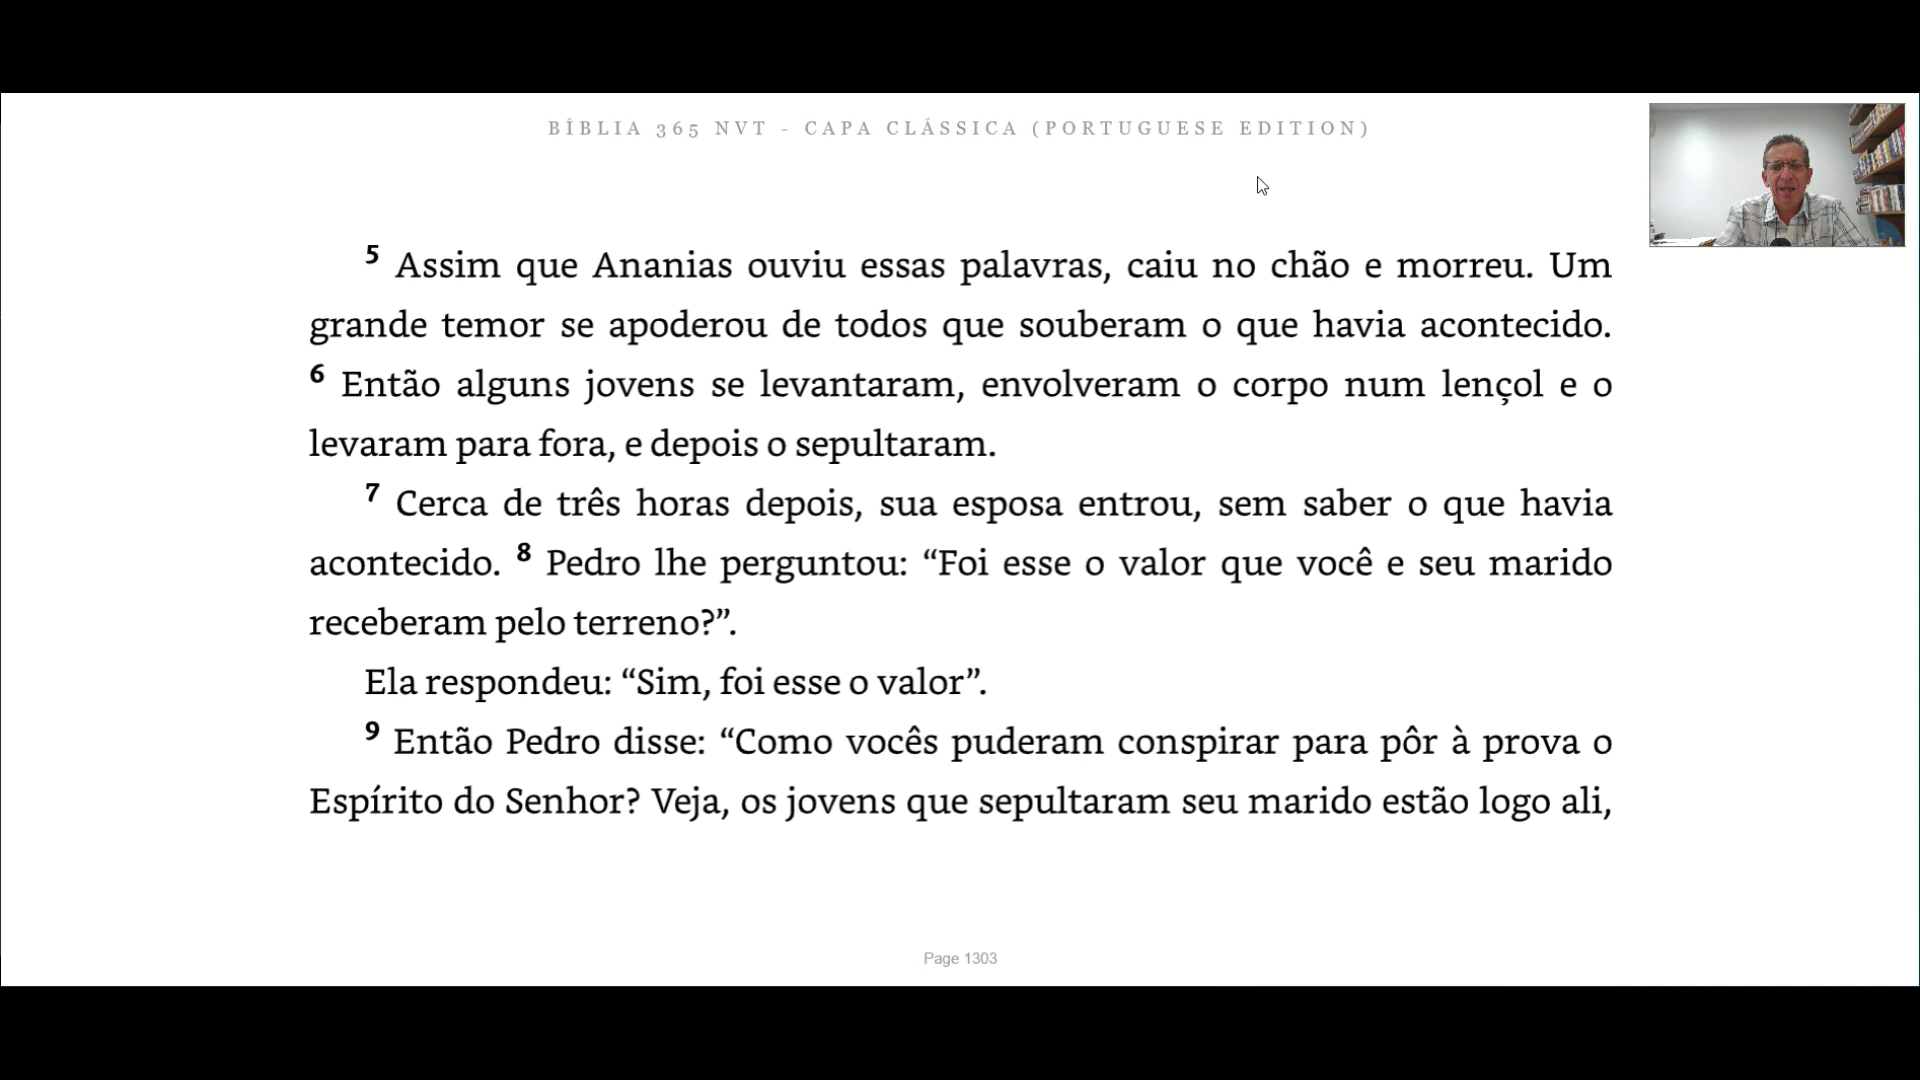 BÍBLIA 365 NVT - CAPA CLÁSSICA (PORTUGUESE EDITION)
5 Assim que Ananias ouviu essas palavras, caiu no chão e morreu. Um
grande temor se apoderou de todos que souberam o que havia acontecido.
6 Então alguns jovens se levantaram, envolveram o corpo num lençol e o
levaram para fora, e depois o sepultaram.
7 Cerca de três horas depois, sua esposa entrou, sem saber o que havia
acontecido. 8 Pedro lhe perguntou: “Foi esse o valor que você e seu marido
receberam pelo terreno?”.
Ela respondeu: “Sim, foi esse o valor”.
9 Então Pedro disse: “Como vocês puderam conspirar para pôr à prova o
Espírito do Senhor? Veja, os jovens que sepultaram seu marido estão logo ali,
Page 1303